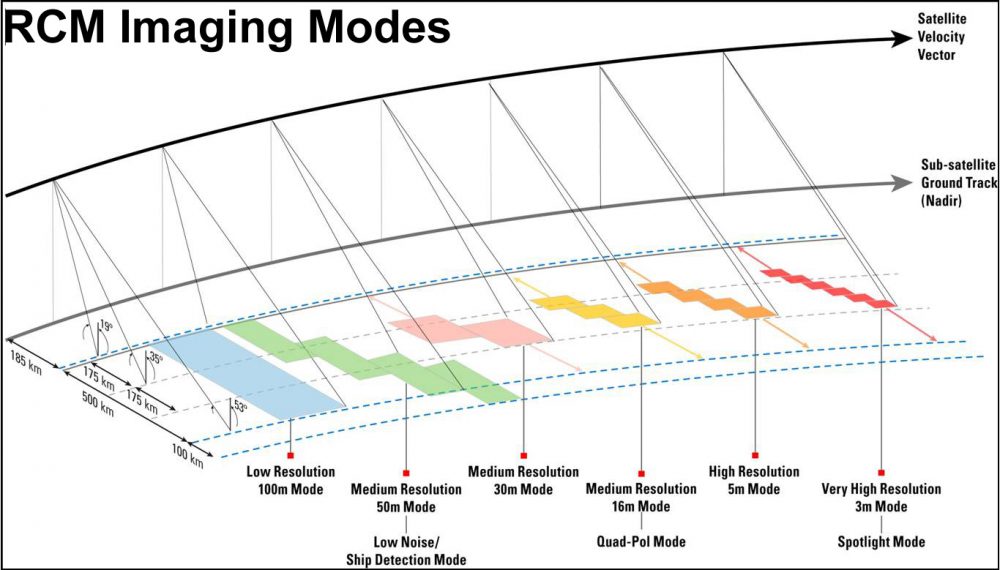 RCM Imaging Modes
Satellite
Velocity
Vector
Sub-satellite
Ground Track
(Nadir)
19°
35°
53°
185 km
175 km
175 km
500 km
100 km
Low Resolution
100m Mode
Medium Resolution
50m Mode
Low Noise/
Ship Detection Mode
Medium Resolution
30m Mode
Medium Resolution
16m Mode
Quad-Pol Mode
High Resolution
5m Mode
Very High Resolution
3m Mode
Spotlight Mode